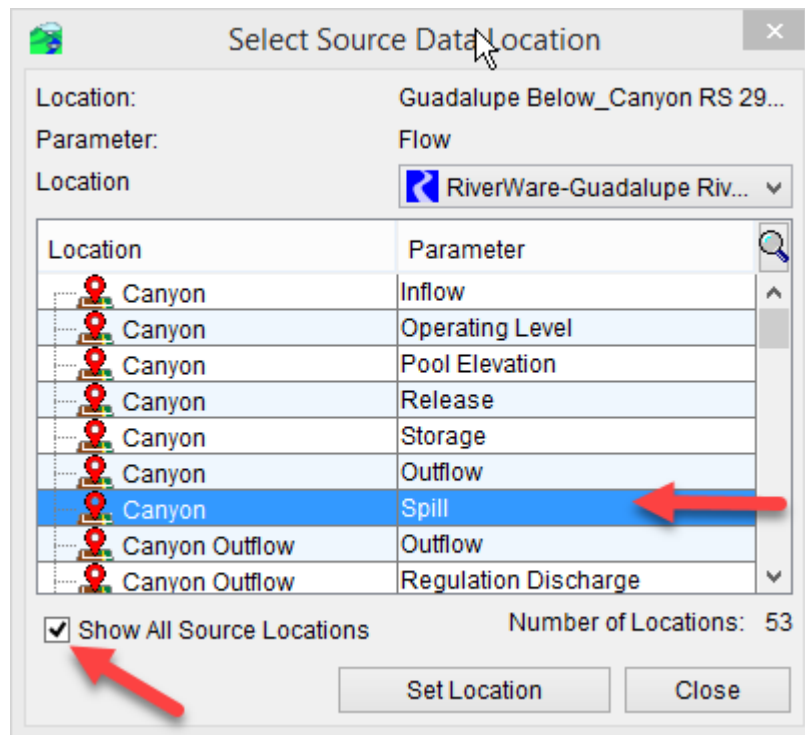 Select Source Data Location
Location: Guadalupe Below_Canyon RS 29...
Parameter: Flow
Location RiverWare-Guadalupe Riv...
Location Parameter
Canyon Inflow
Canyon Operating Level
Canyon Pool Elevation
Canyon Release
Canyon Storage
Canyon Outflow
Canyon Spill
Canyon Outflow Outflow
Canyon Outflow Regulation Discharge
Show All Source Locations Number of Locations: 53
Set Location Close